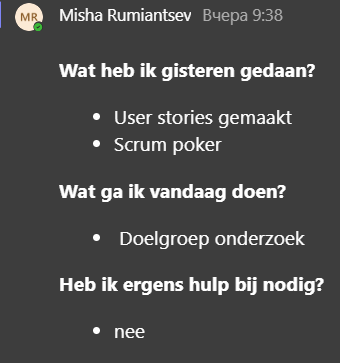 MR Misha Rumiantsev Вчера 9:38
Wat heb ik gisteren gedaan?
• User stories gemaakt
• Scrum poker
Wat ga ik vandaag doen?
• Doelgroep onderzoek
Heb ik ergens hulp bij nodig?
• nee